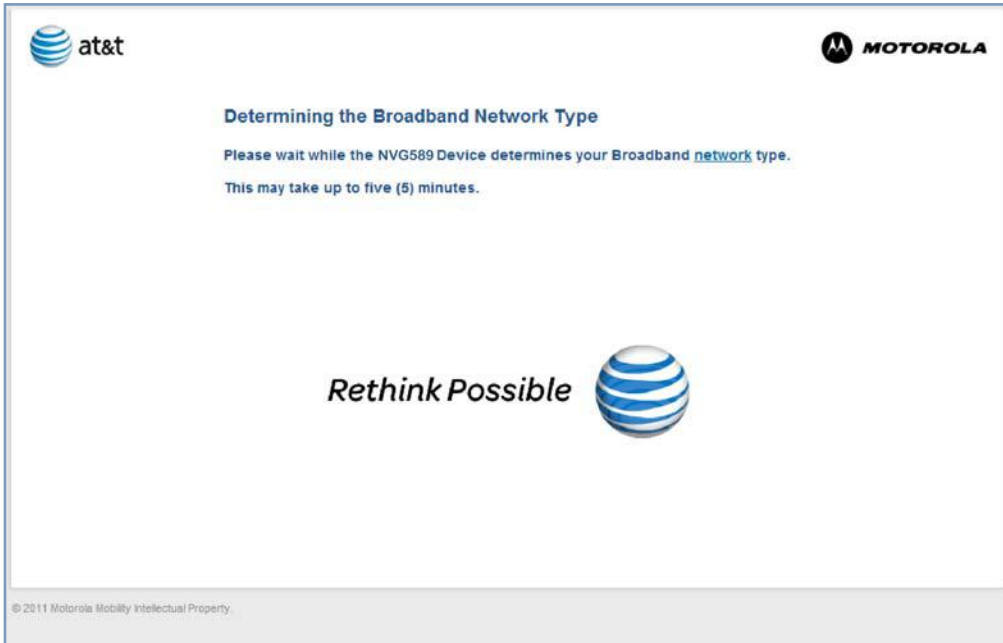 at&t
MOTOROLA
Determining the Broadband Network Type
Please wait while the NVG589 Device determines your Broadband network type.
This may take up to five (5) minutes.
Rethink Possible
© 2011 Motorola Mobility Intellectual Property.